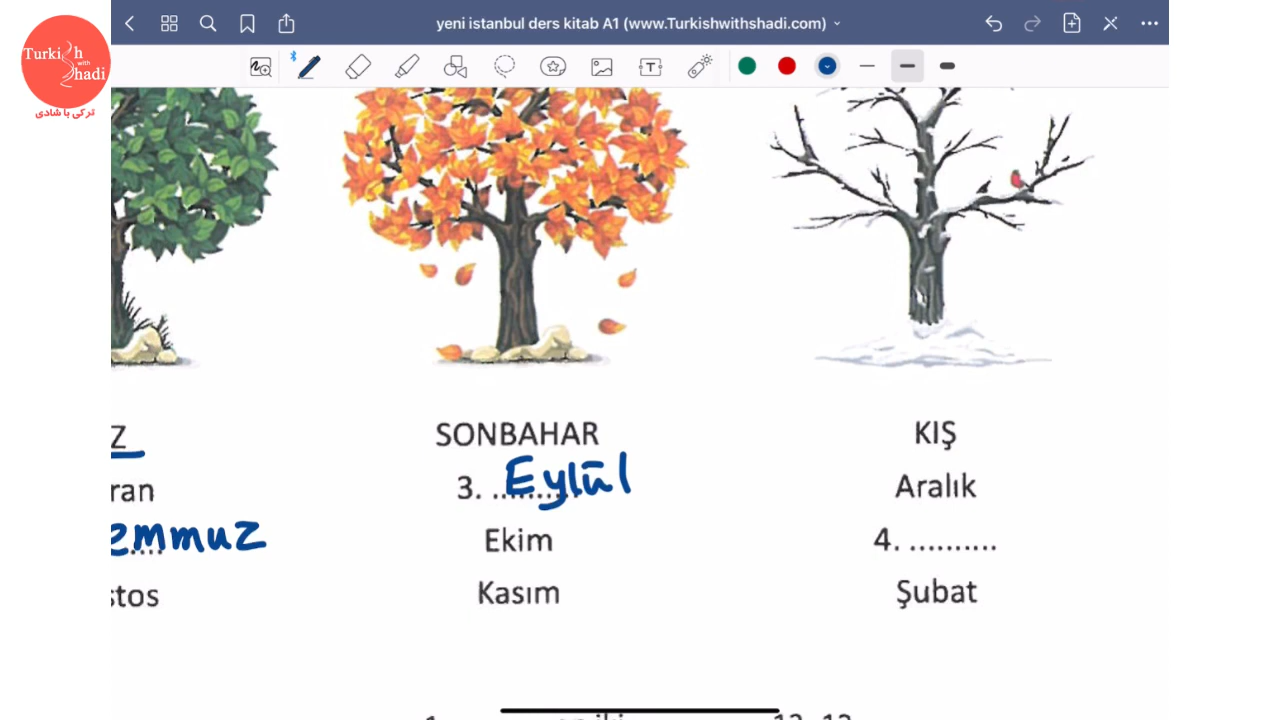 yeni istanbul ders kitab A1 (www.Turkishwithshadi.com)
Turkish
with
Shadi
ترکی با شادی
T
Z
ran
emmuz
stos
SONBAHAR
3. .......... Eylül
Ekim
Kasım
KIŞ
Aralık
4. ..........
Şubat